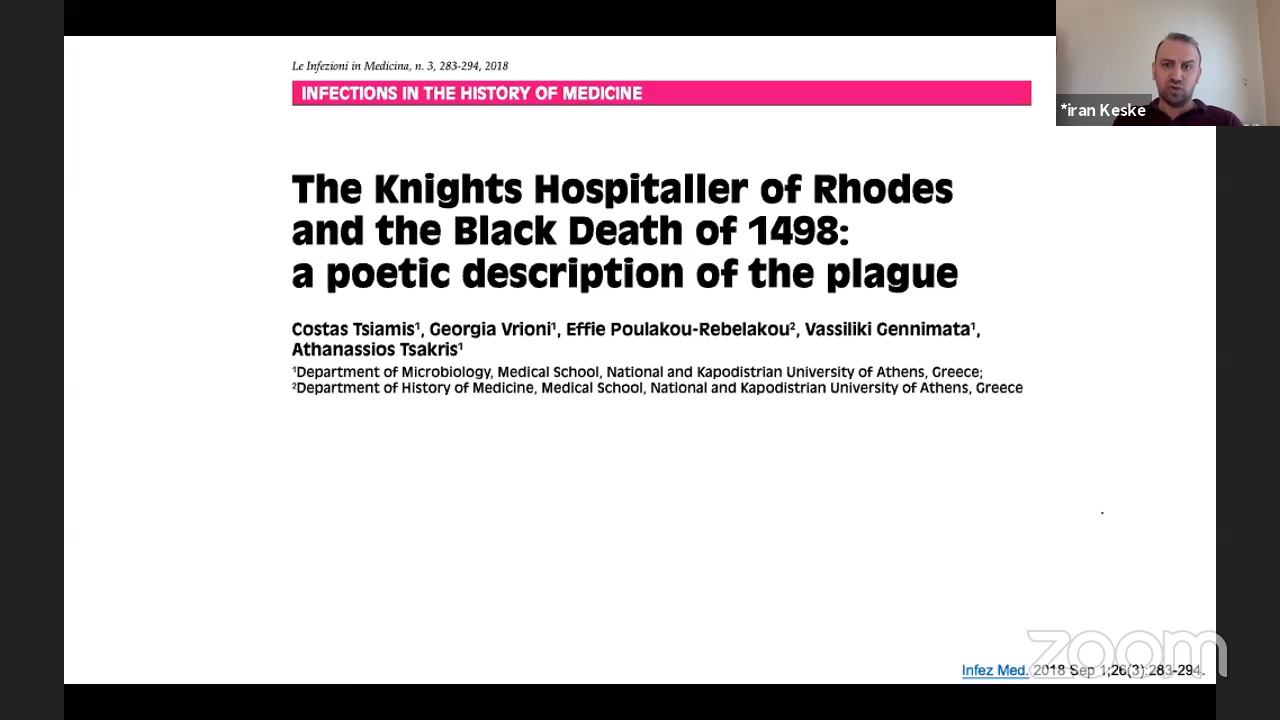 Le Infezioni in Medicina, n. 3, 283-294, 2018
INFECTIONS IN THE HISTORY OF MEDICINE
*iran Keske
The Knights Hospitaller of Rhodes
and the Black Death of 1498:
a poetic description of the plague
Costas Tsiamis¹, Georgia Vrioni¹, Effie Poulakou-Rebelakou², Vassiliki Gennimata¹,
Athanassios Tsakris¹
¹Department of Microbiology, Medical School, National and Kapodistrian University of Athens, Greece;
²Department of History of Medicine, Medical School, National and Kapodistrian University of Athens, Greece
zoom
Infez Med. 2018 Sep 1;26(3):283-294.